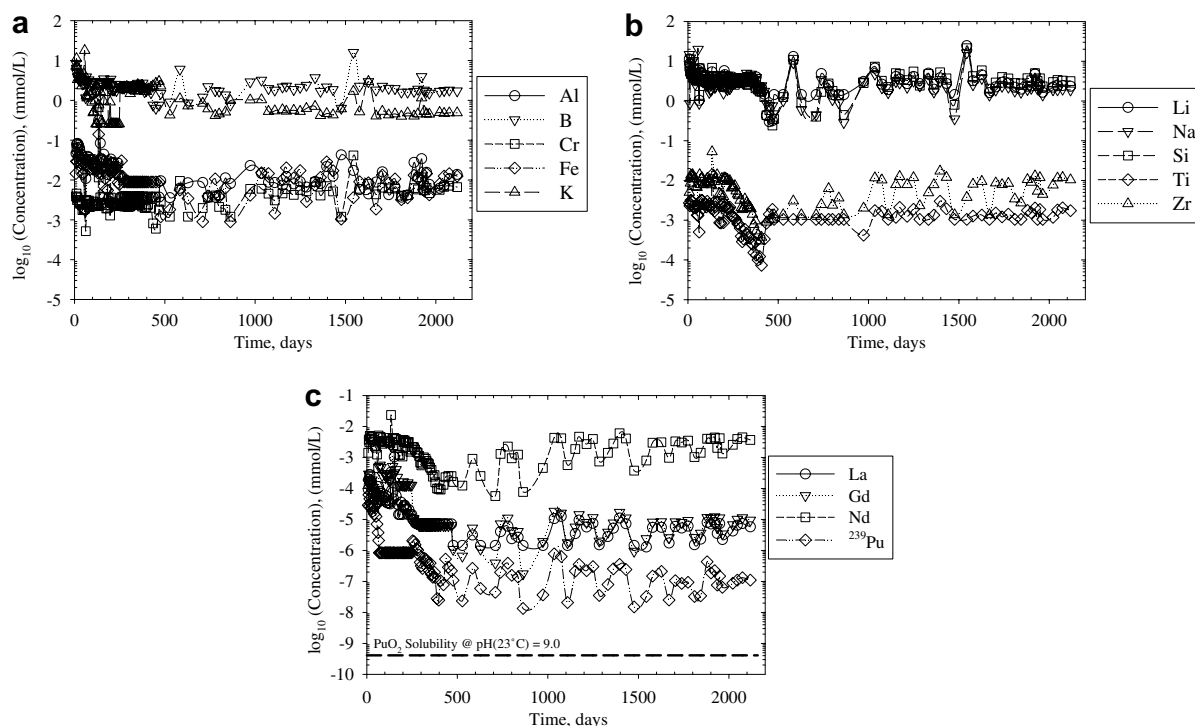 a
log₁₀ (Concentration), (mmol/L)
2
1
0
-1
-2
-3
-4
-5
0 500 1000 1500 2000
Time, days
Al
B
Cr
Fe
K
b
log₁₀ (Concentration), (mmol/L)
2
1
0
-1
-2
-3
-4
-5
0 500 1000 1500 2000
Time, days
Li
Na
Si
Ti
Zr
c
log₁₀ (Concentration), (mmol/L)
-1
-2
-3
-4
-5
-6
-7
-8
-9
-10
PuO₂ Solubility @ pH(23°C) = 9.0
0 500 1000 1500 2000
Time, days
La
Gd
Nd
²³⁹Pu